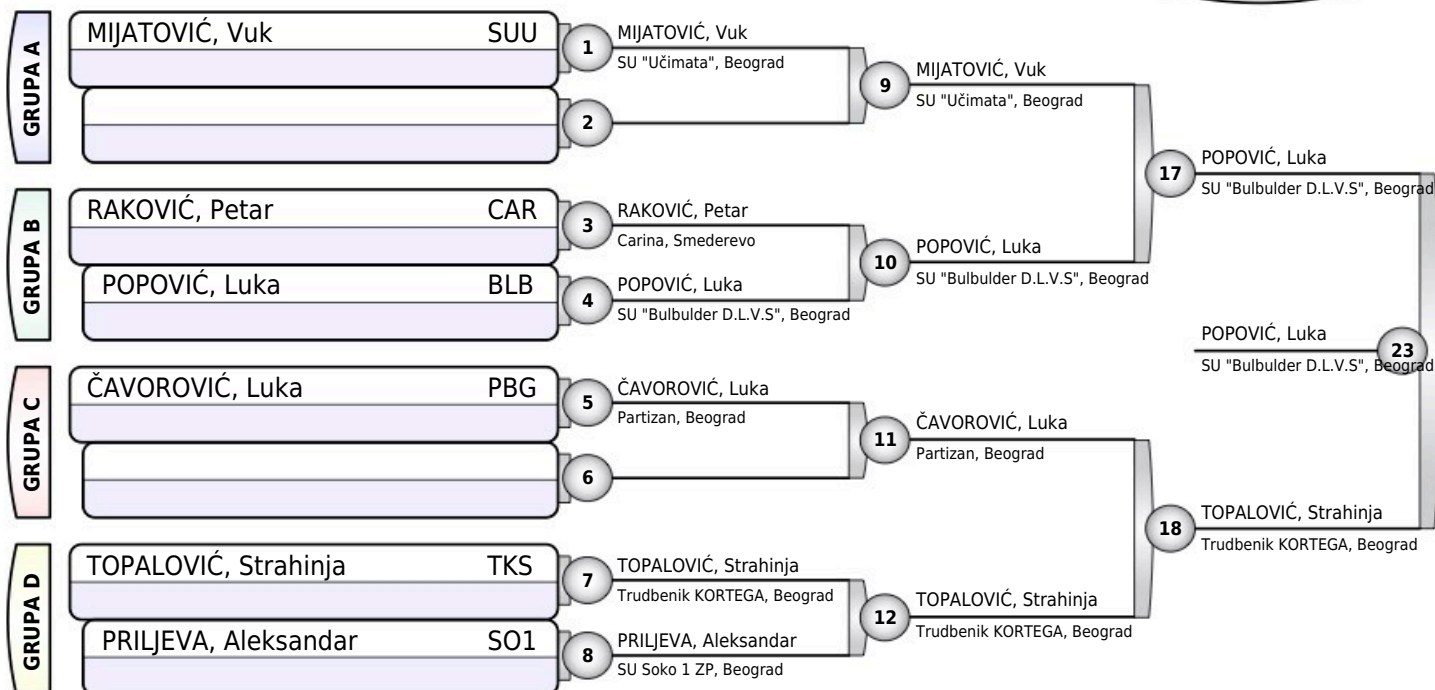 GRUPA A
MIJATOVIĆ, Vuk SUU
1
MIJATOVIĆ, Vuk
SU "Učimata", Beograd
2
9
MIJATOVIĆ, Vuk
SU "Učimata", Beograd
GRUPA B
RAKOVIĆ, Petar CAR
3
RAKOVIĆ, Petar
Carina, Smederevo
POPOVIĆ, Luka BLB
4
POPOVIĆ, Luka
SU "Bulbulder D.L.V.S", Beograd
10
POPOVIĆ, Luka
SU "Bulbulder D.L.V.S", Beograd
17
POPOVIĆ, Luka
SU "Bulbulder D.L.V.S", Beograd
POPOVIĆ, Luka
SU "Bulbulder D.L.V.S", Beograd
23
GRUPA C
ČAVOROVIĆ, Luka PBG
5
ČAVOROVIĆ, Luka
Partizan, Beograd
6
11
ČAVOROVIĆ, Luka
Partizan, Beograd
GRUPA D
TOPALOVIĆ, Strahinja TKS
7
TOPALOVIĆ, Strahinja
Trudbenik KORTEGA, Beograd
PRILJEVA, Aleksandar SO1
8
PRILJEVA, Aleksandar
SU Soko 1 ZP, Beograd
12
TOPALOVIĆ, Strahinja
Trudbenik KORTEGA, Beograd
18
TOPALOVIĆ, Strahinja
Trudbenik KORTEGA, Beograd